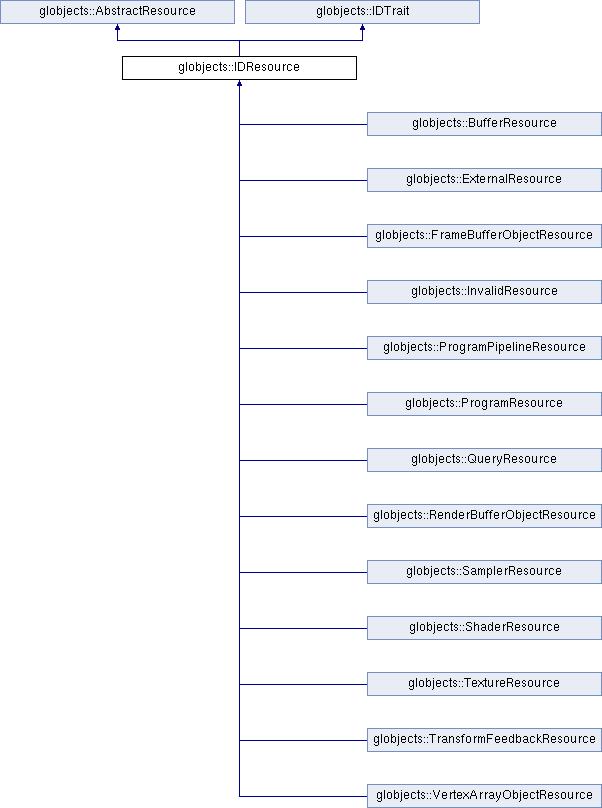 globjects::AbstractResource
globjects::IDTrait
globjects::IDResource
globjects::BufferResource
globjects::ExternalResource
globjects::FrameBufferObjectResource
globjects::InvalidResource
globjects::ProgramPipelineResource
globjects::ProgramResource
globjects::QueryResource
globjects::RenderBufferObjectResource
globjects::SamplerResource
globjects::ShaderResource
globjects::TextureResource
globjects::TransformFeedbackResource
globjects::VertexArrayObjectResource